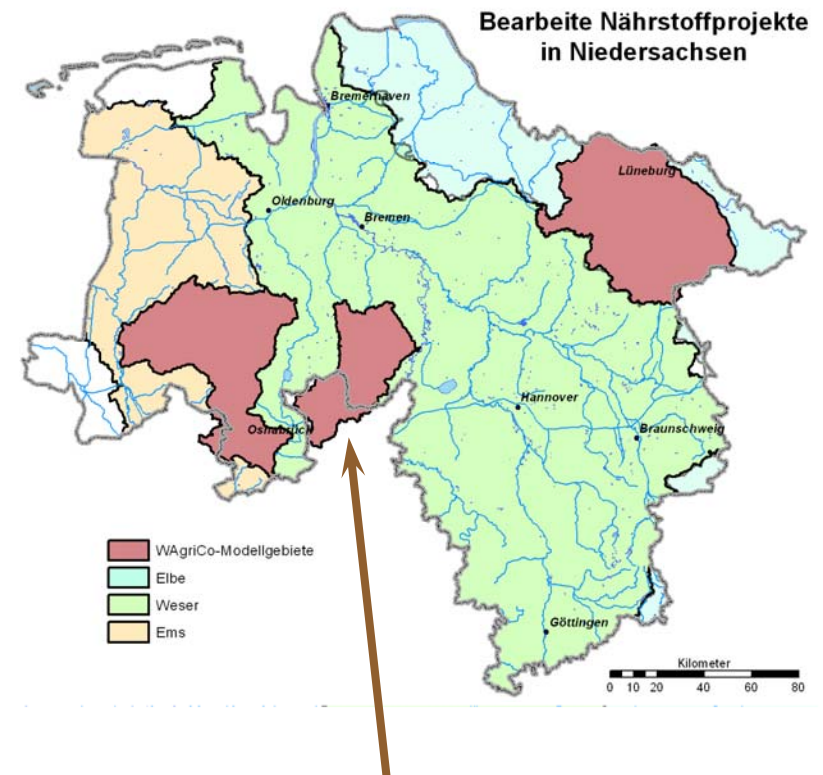 Bearbeite Nährstoffprojekte
in Niedersachsen
Bremerhaven
Lüneburg
Oldenburg
Bremen
Hannover
Osnabrück
Braunschweig
WAgriCo-Modellgebiete
Elbe
Weser
Ems
Göttingen
Kilometer
0 10 20 40 60 80